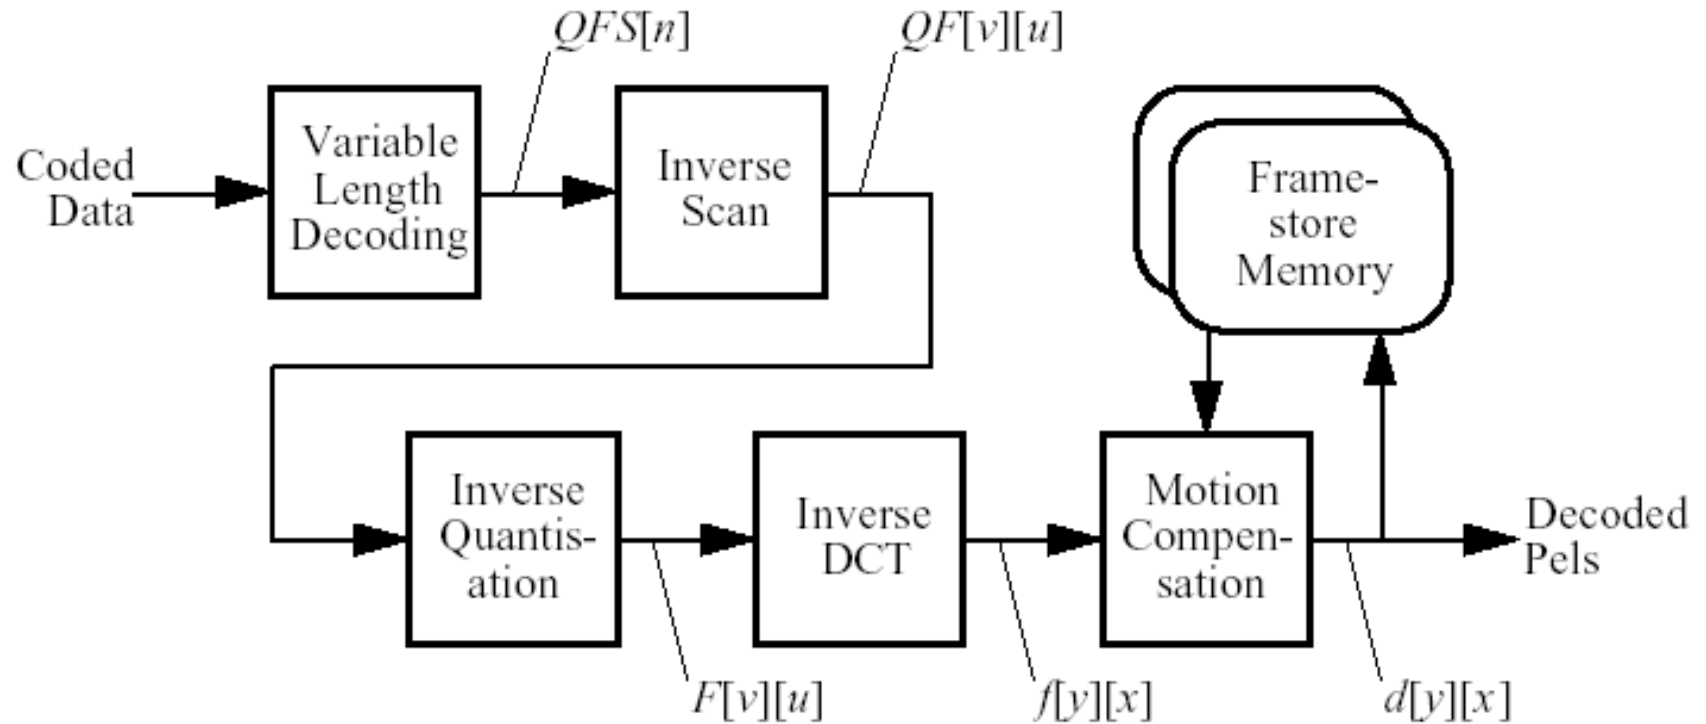 QFS[n]
QF[v][u]
Coded
Data
Variable
Length
Decoding
Inverse
Scan
Frame-
store
Memory
Inverse
Quantis-
ation
Inverse
DCT
Motion
Compen-
sation
Decoded
Pels
F[v][u]
f[y][x]
d[y][x]